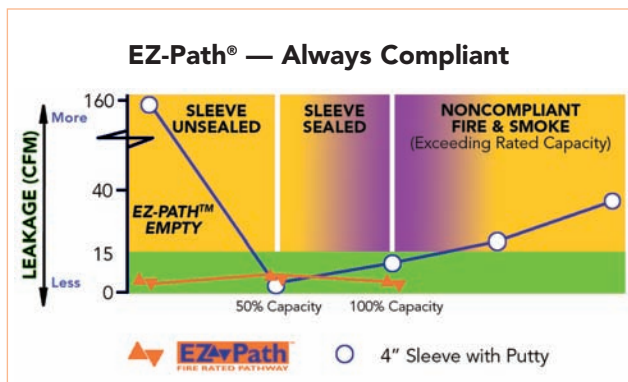 EZ-Path® — Always Compliant
LEAKAGE (CFM)
More
Less
160
40
15
0
SLEEVE
UNSEALED
SLEEVE
SEALED
NONCOMPLIANT
FIRE & SMOKE
(Exceeding Rated Capacity)
EZ-PATH™
EMPTY
50% Capacity
100% Capacity
EZ Path™
FIRE RATED PATHWAY
4" Sleeve with Putty